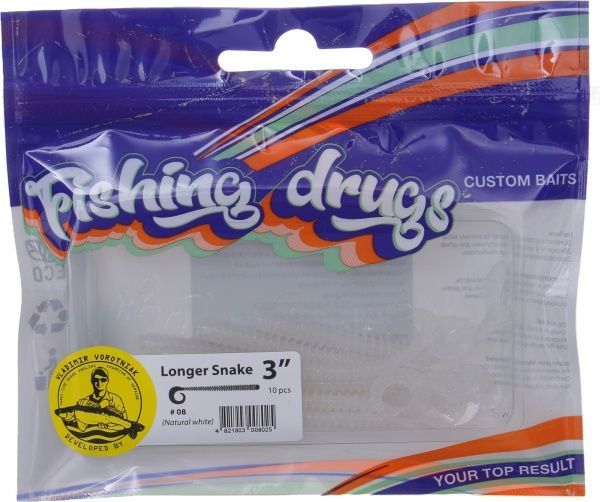 Fishing drugs
CUSTOM BAITS
ECO
VLADIMIR VOROTNIAK
DEVELOPED BY
Longer Snake 3”
10 pcs
# 08
(Natural white)
4 821903 008025
YOUR TOP RESULT